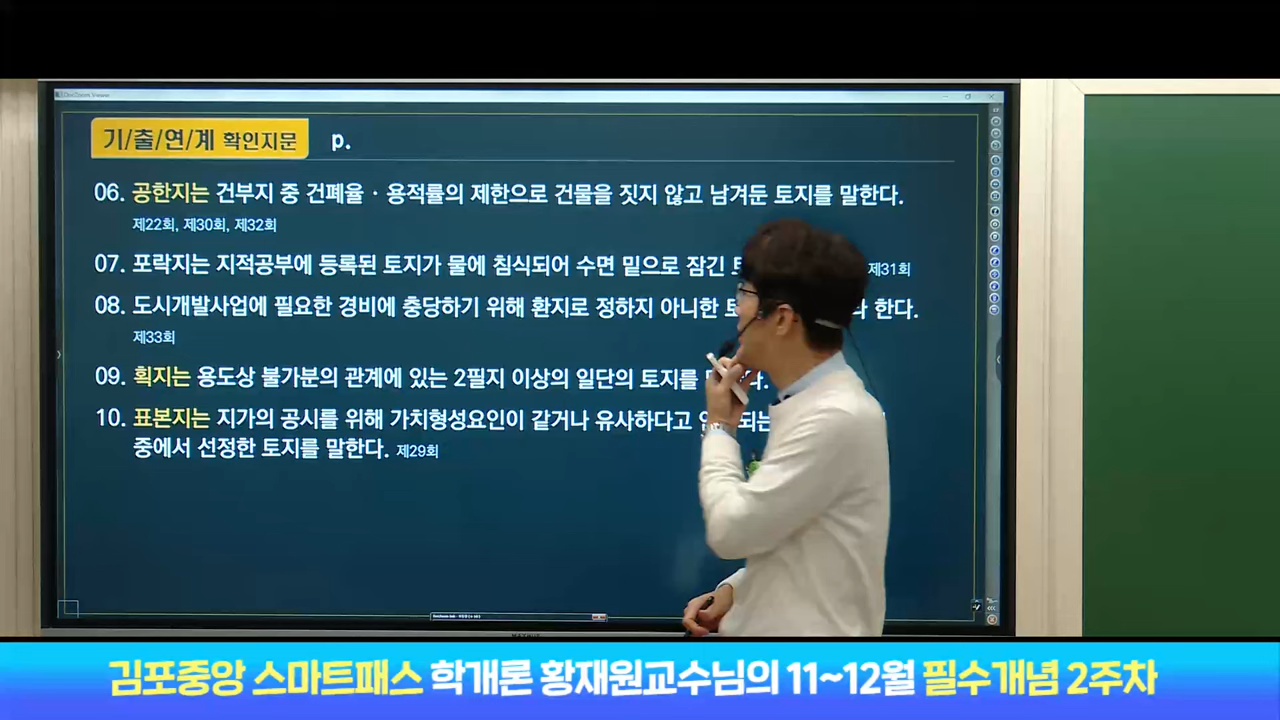 기/출/연/계 확인지문 p.
06. 공한지는 건부지 중 건폐율 · 용적률의 제한으로 건물을 짓지 않고 남겨둔 토지를 말한다.
제22회, 제30회, 제32회
07. 포락지는 지적공부에 등록된 토지가 물에 침식되어 수면 밑으로 잠긴 제31회
08. 도시개발사업에 필요한 경비에 충당하기 위해 환지로 정하지 아니한 한다.
제33회
09. 획지는 용도상 불가분의 관계에 있는 2필지 이상의 일단의 토지를
10. 표본지는 지가의 공시를 위해 가치형성요인이 같거나 유사하다고
중에서 선정한 토지를 말한다. 제29회
김포중앙 스마트패스 학개론 황재원교수님의 11~12월 필수개념 2주차